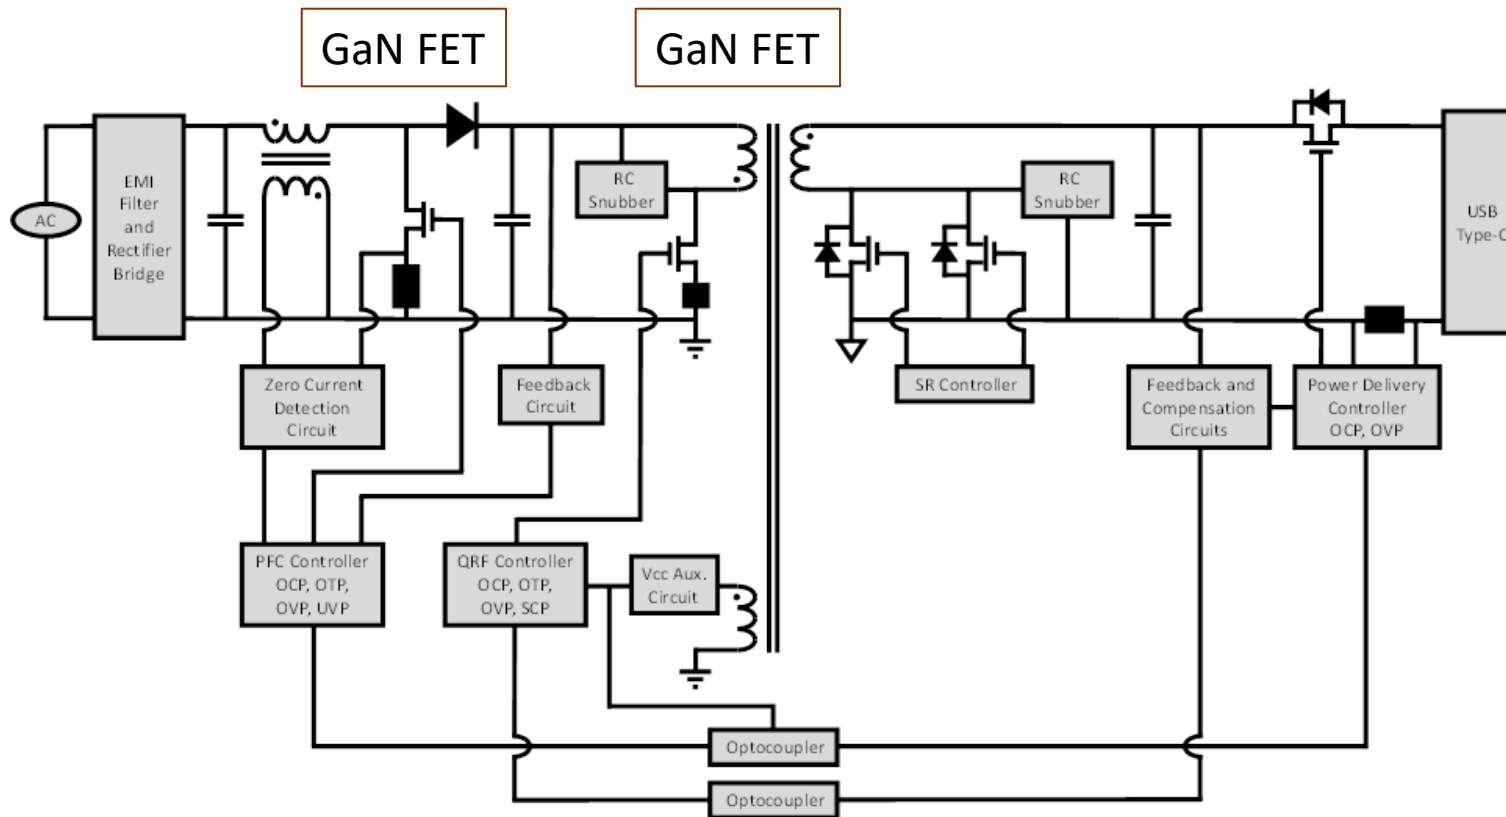 GaN FET
GaN FET
AC
EMI
Filter
and
Rectifier
Bridge
RC
Snubber
RC
Snubber
USB
Type-C
Zero Current
Detection
Circuit
Feedback
Circuit
SR Controller
Feedback and
Compensation
Circuits
Power Delivery
Controller
OCP, OVP
PFC Controller
OCP, OTP,
OVP, UVP
QRF Controller
OCP, OTP,
OVP, SCP
Vcc Aux.
Circuit
Optocoupler
Optocoupler